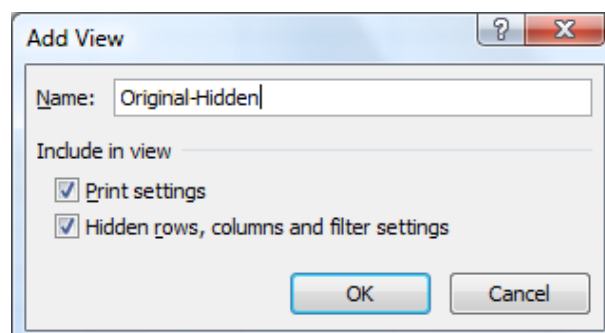 Add View
Name: Original-Hidden
Include in view
Print settings
Hidden rows, columns and filter settings
OK Cancel